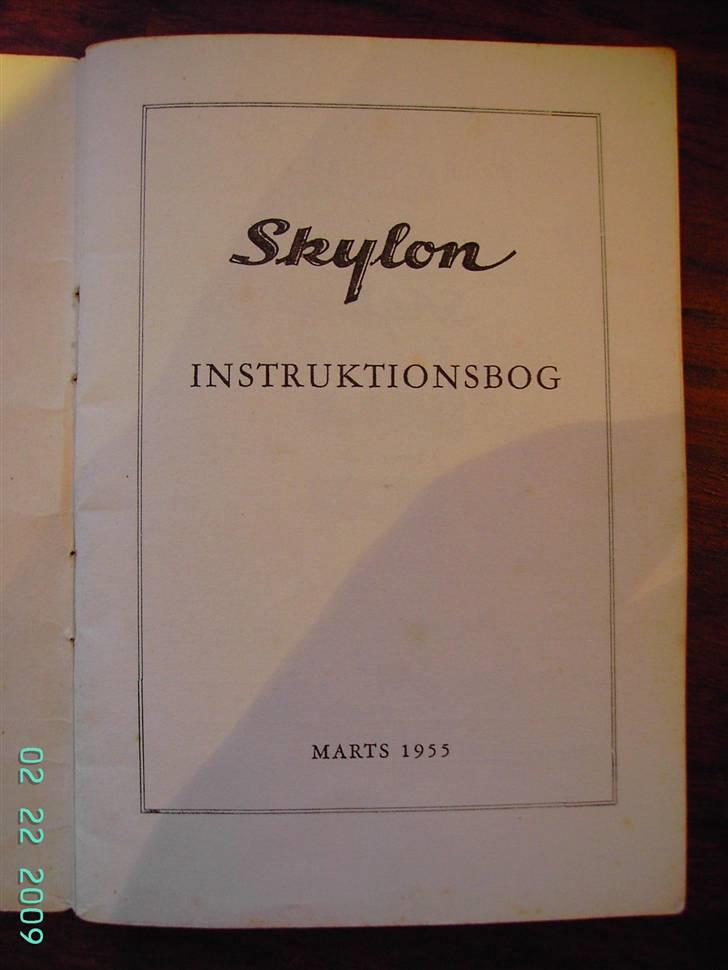 Skylon
INSTRUKTIONSBOG
MARTS 1955
02 22 2009